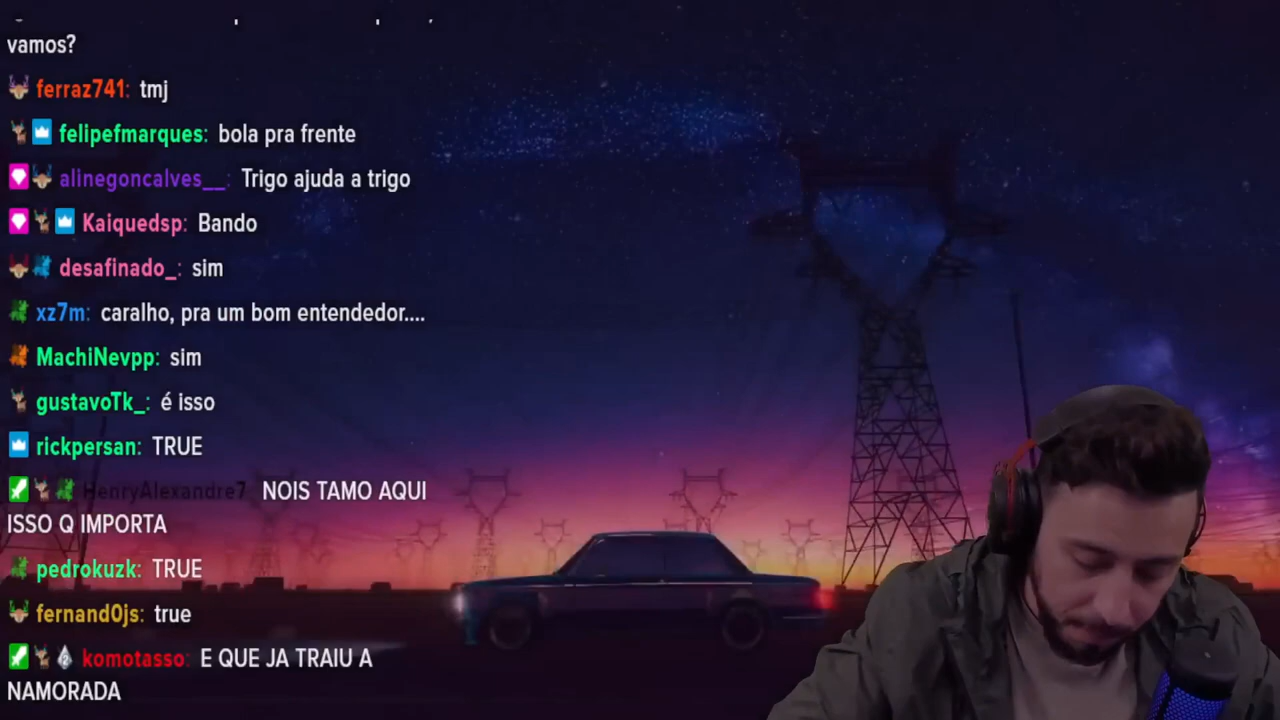 vamos?
ferraz741: tmj
felipefmarques: bola pra frente
alinegoncalves__: Trigo ajuda a trigo
Kaiquedsp: Bando
desafinado_: sim
xz7m: caralho, pra um bom entendedor....
MachiNevpp: sim
gustavoTk_: é isso
rickpersan: TRUE
HenryAlexandre7 NOIS TAMO AQUI
ISSO Q IMPORTA
pedrokuzk: TRUE
fernand0js: true
komotasso: E QUE JA TRAIU A
NAMORADA